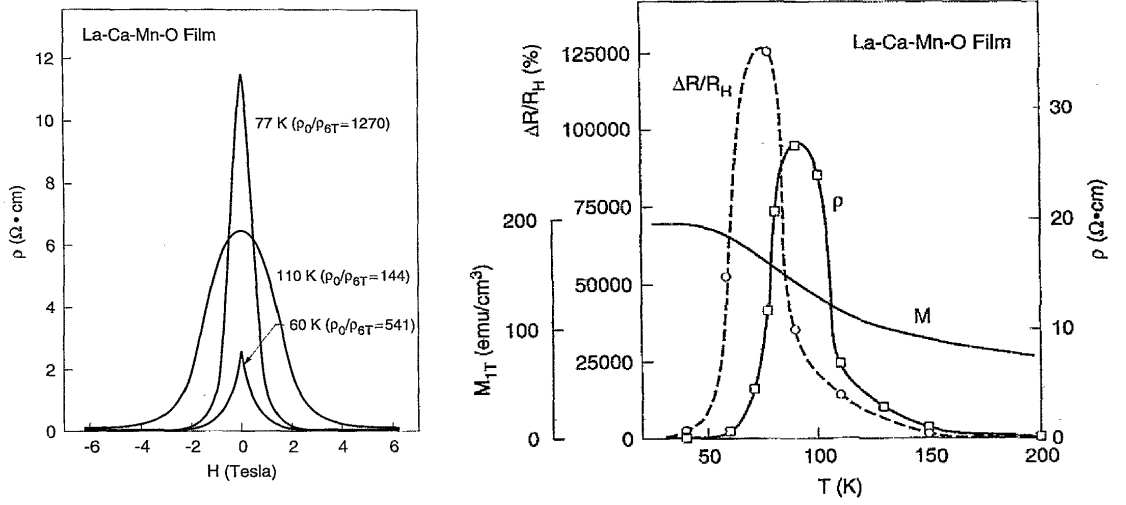 La-Ca-Mn-O Film
12
10
8
6
4
2
0
ρ (Ω•cm)
77 K (ρ0/ρ6T=1270)
110 K (ρ0/ρ6T=144)
60 K (ρ0/ρ6T=541)
-6 -4 -2 0 2 4 6
H (Tesla)
La-Ca-Mn-O Film
ΔR/RH (%)
125000
100000
75000
50000
25000
0
M1T (emu/cm³)
200
100
0
ΔR/RH
ρ
M
30
20
10
0
ρ (Ω•cm)
50 100 150 200
T (K)